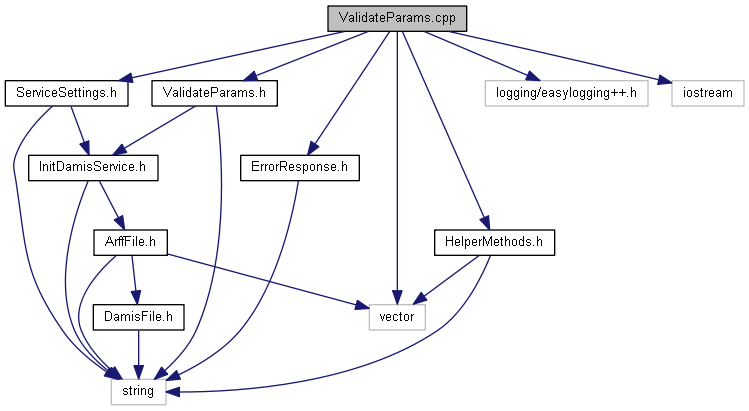 ValidateParams.cpp
ServiceSettings.h
ValidateParams.h
logging/easylogging++.h
iostream
InitDamisService.h
ErrorResponse.h
ArffFile.h
HelperMethods.h
DamisFile.h
vector
string